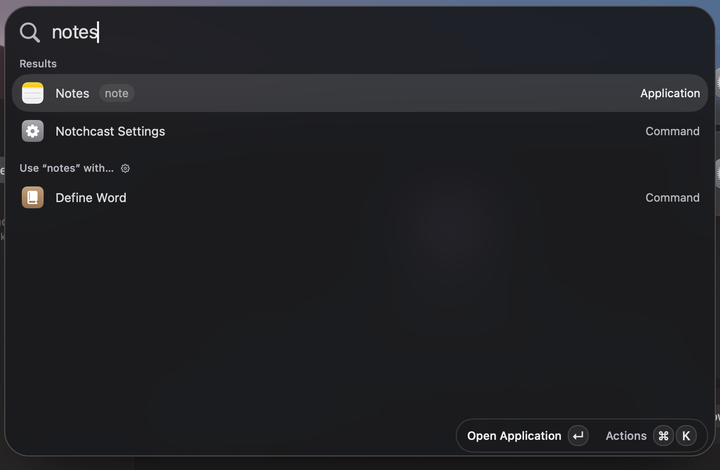 notes
Results
Notes note Application
Notchcast Settings Command
Use “notes” with...
Define Word Command
Open Application ↵ Actions ⌘ K